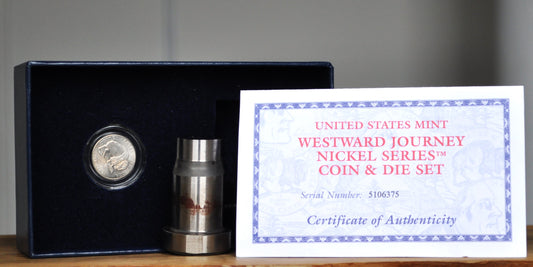 UNITED STATES MINT
WESTWARD JOURNEY
NICKEL SERIES™
COIN & DIE SET
Serial Number: 5106375
Certificate of Authenticity